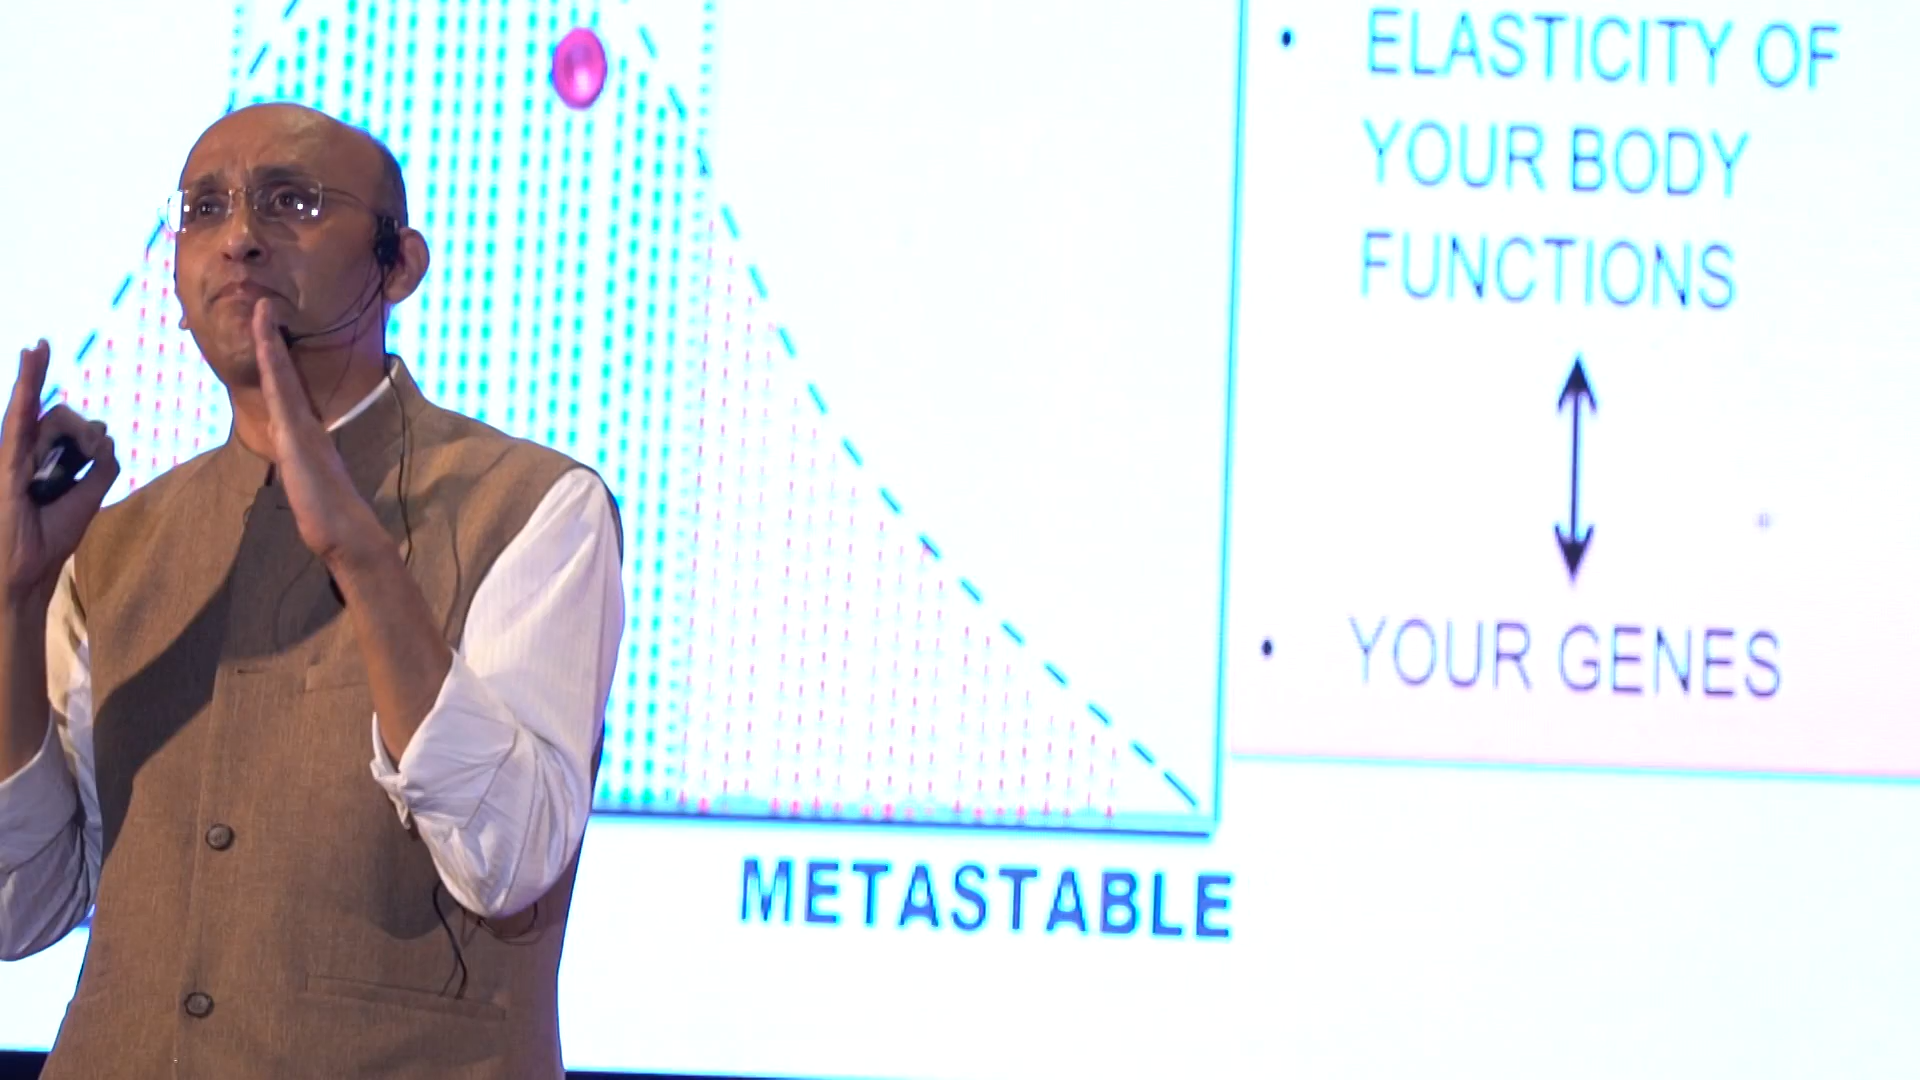 • ELASTICITY OF
YOUR BODY
FUNCTIONS
• YOUR GENES
METASTABLE